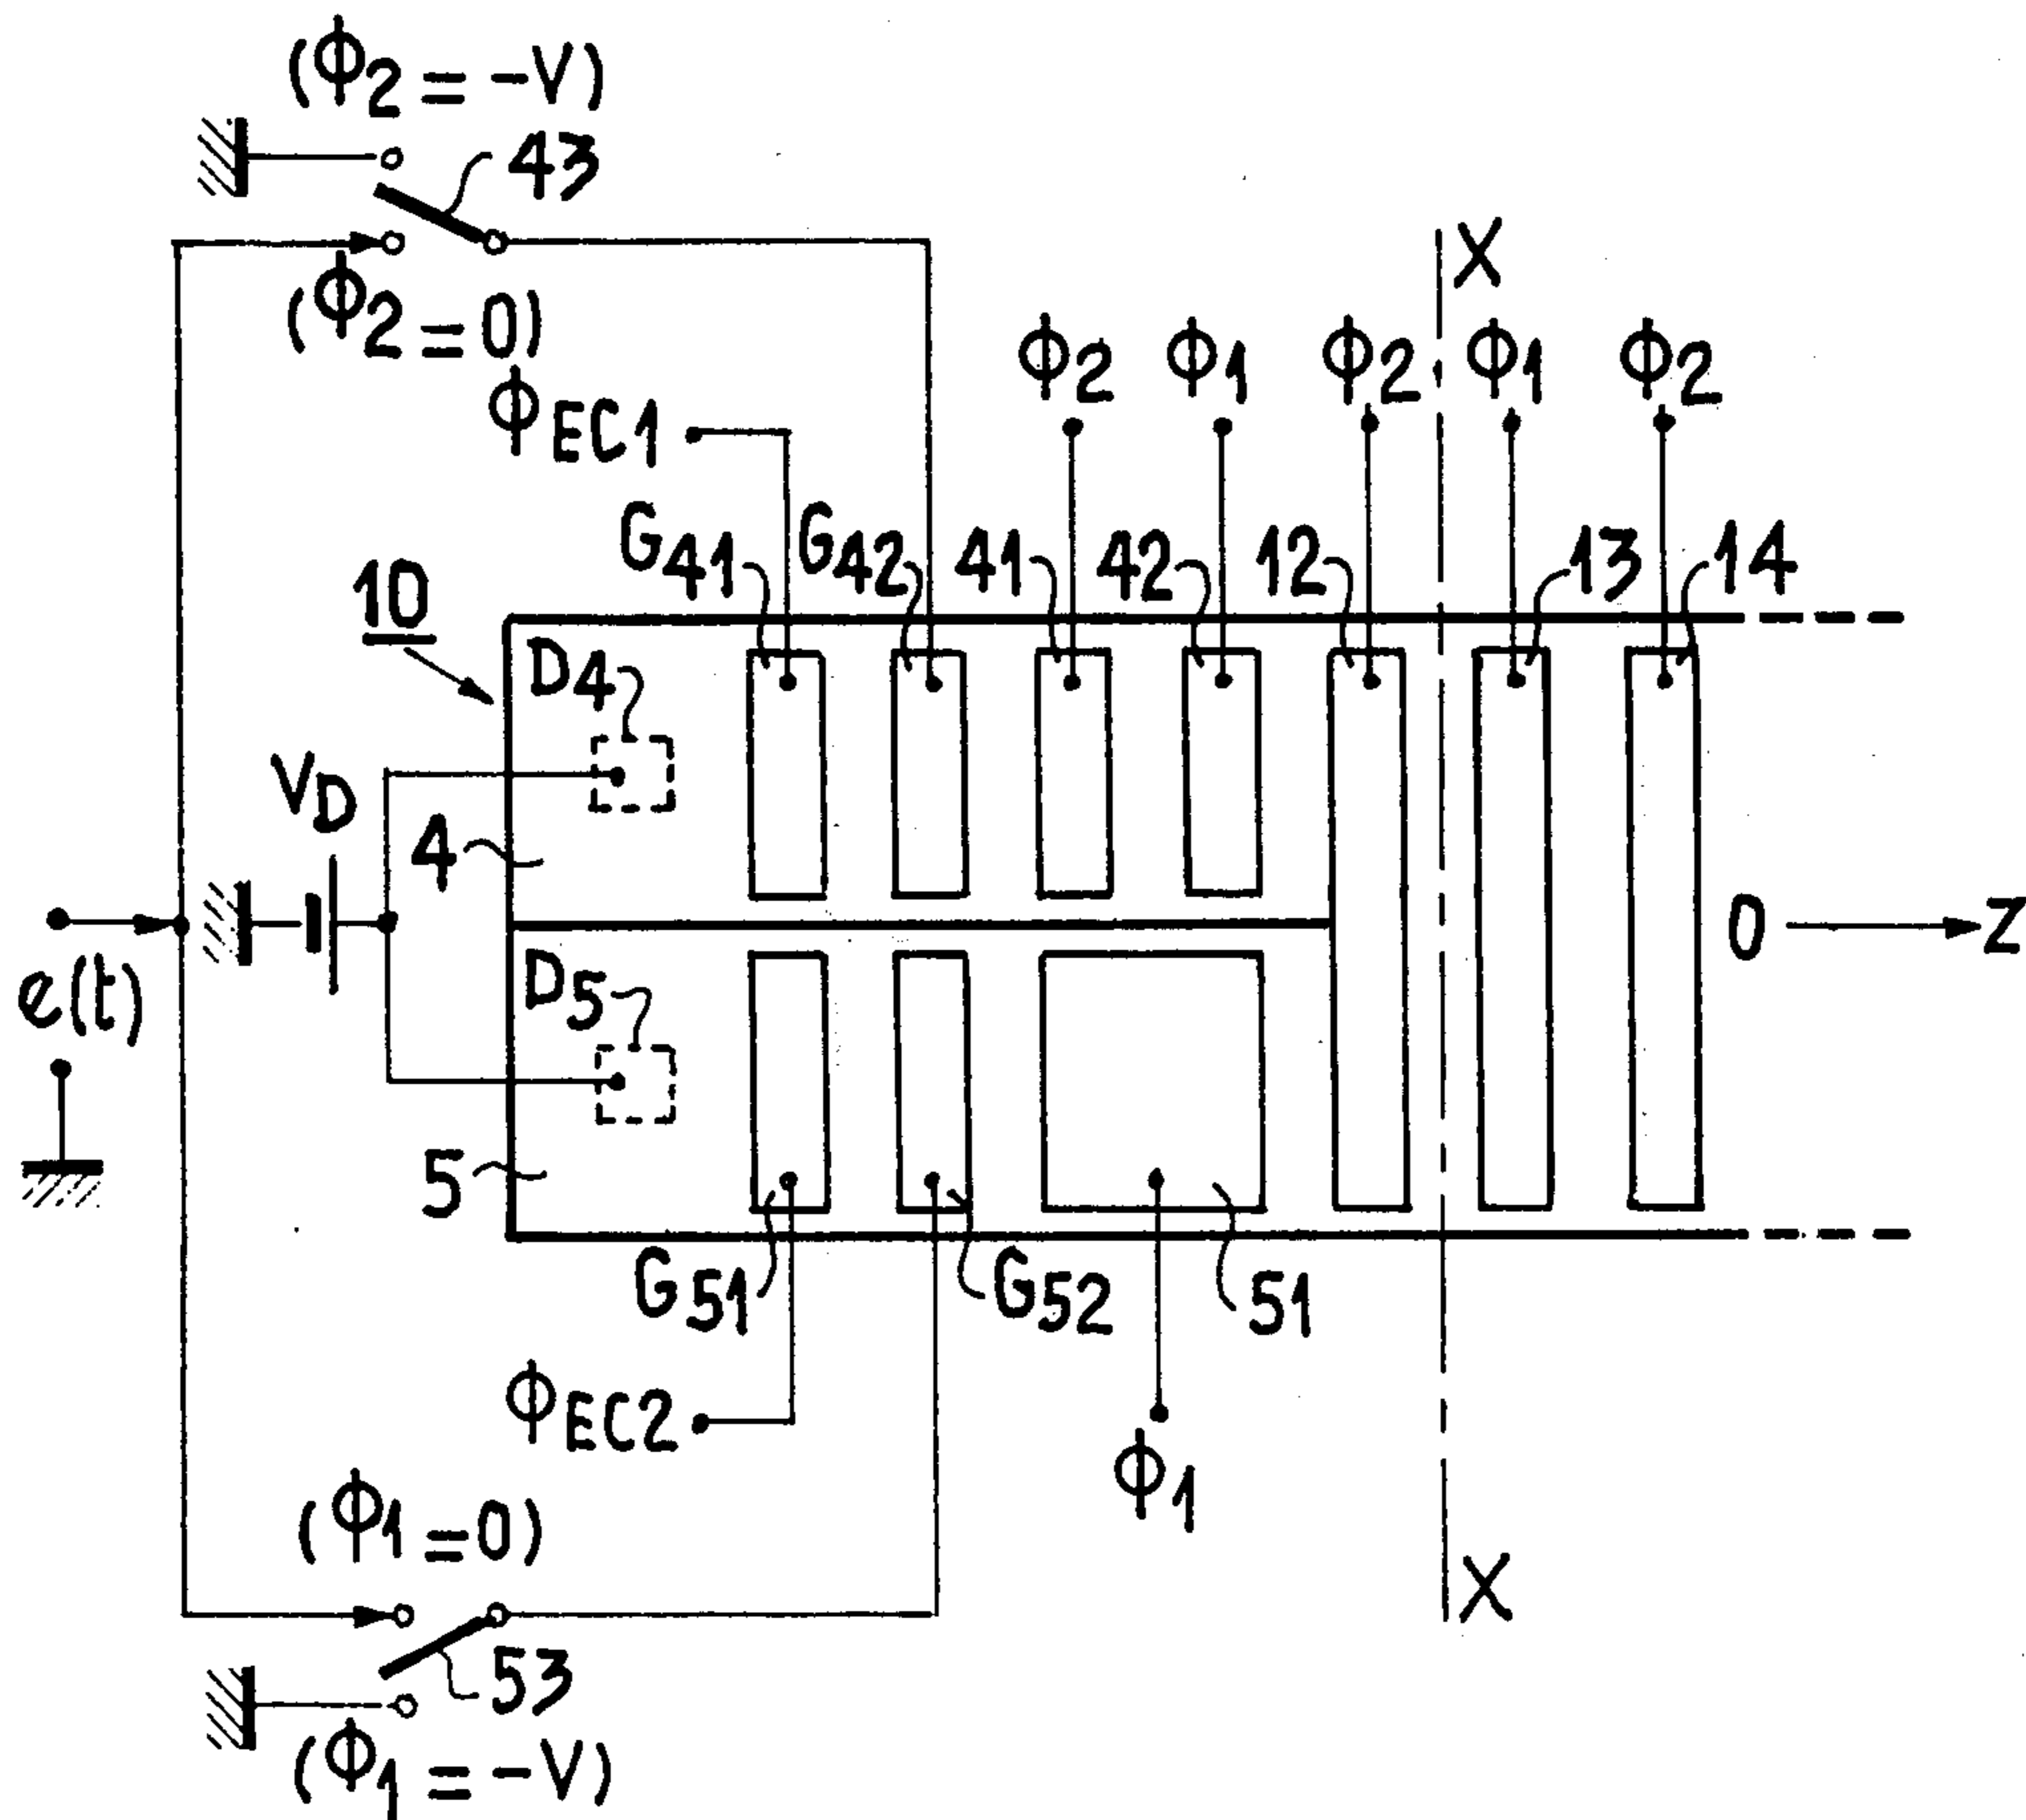 (ϕ2 = -V)
43
(ϕ2 = 0)
X
ϕ2 ϕ1 ϕ2 ϕ1 ϕ2
ϕEC1
G41 G42 41 42 12 13 14
10
D4
VD
4
e(t)
O Z
D5
5
G51 G52 51
ϕEC2
ϕ1
(ϕ1 = 0)
X
53
(ϕ1 = -V)